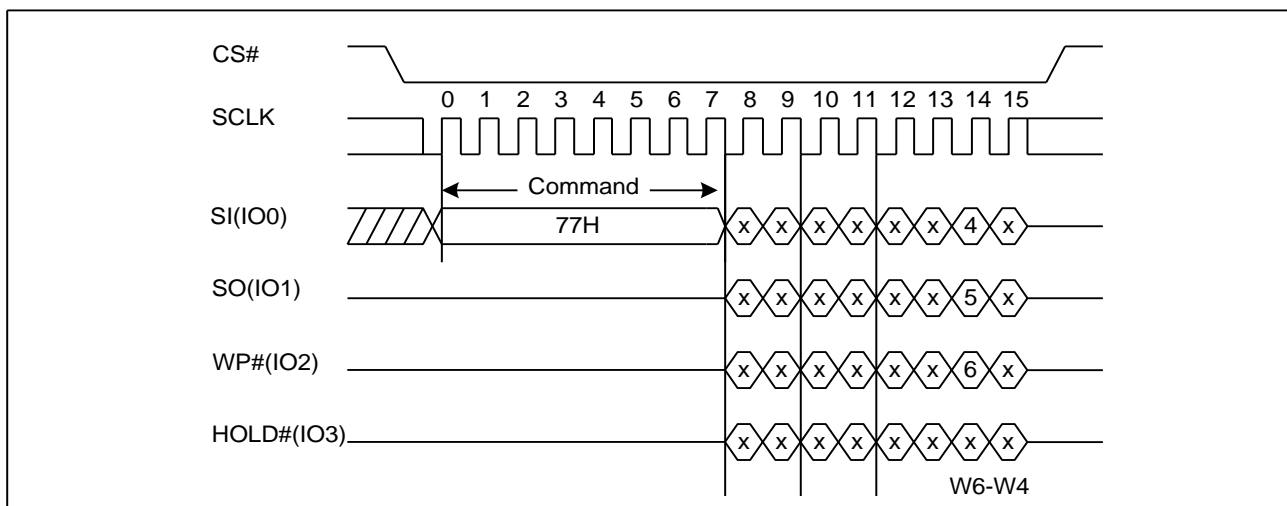 CS#
0 1 2 3 4 5 6 7 8 9 10 11 12 13 14 15
SCLK
Command
SI(IO0) 77H x x x x x x 4 x
SO(IO1) x x x x x x 5 x
WP#(IO2) x x x x x x 6 x
HOLD#(IO3) x x x x x x x x
W6-W4